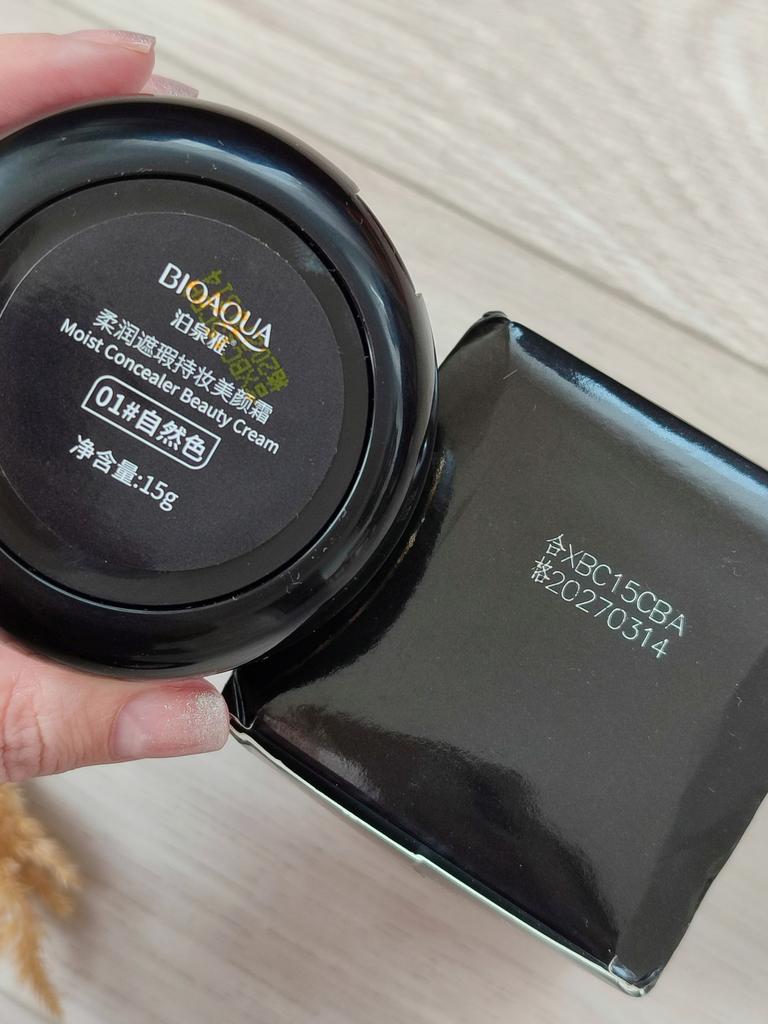 BIOAQUA
泊泉雅
柔润遮瑕持妆美颜霜
Moist Concealer Beauty Cream
01#自然色
净含量:15g
合XBC15CBA
格20270314